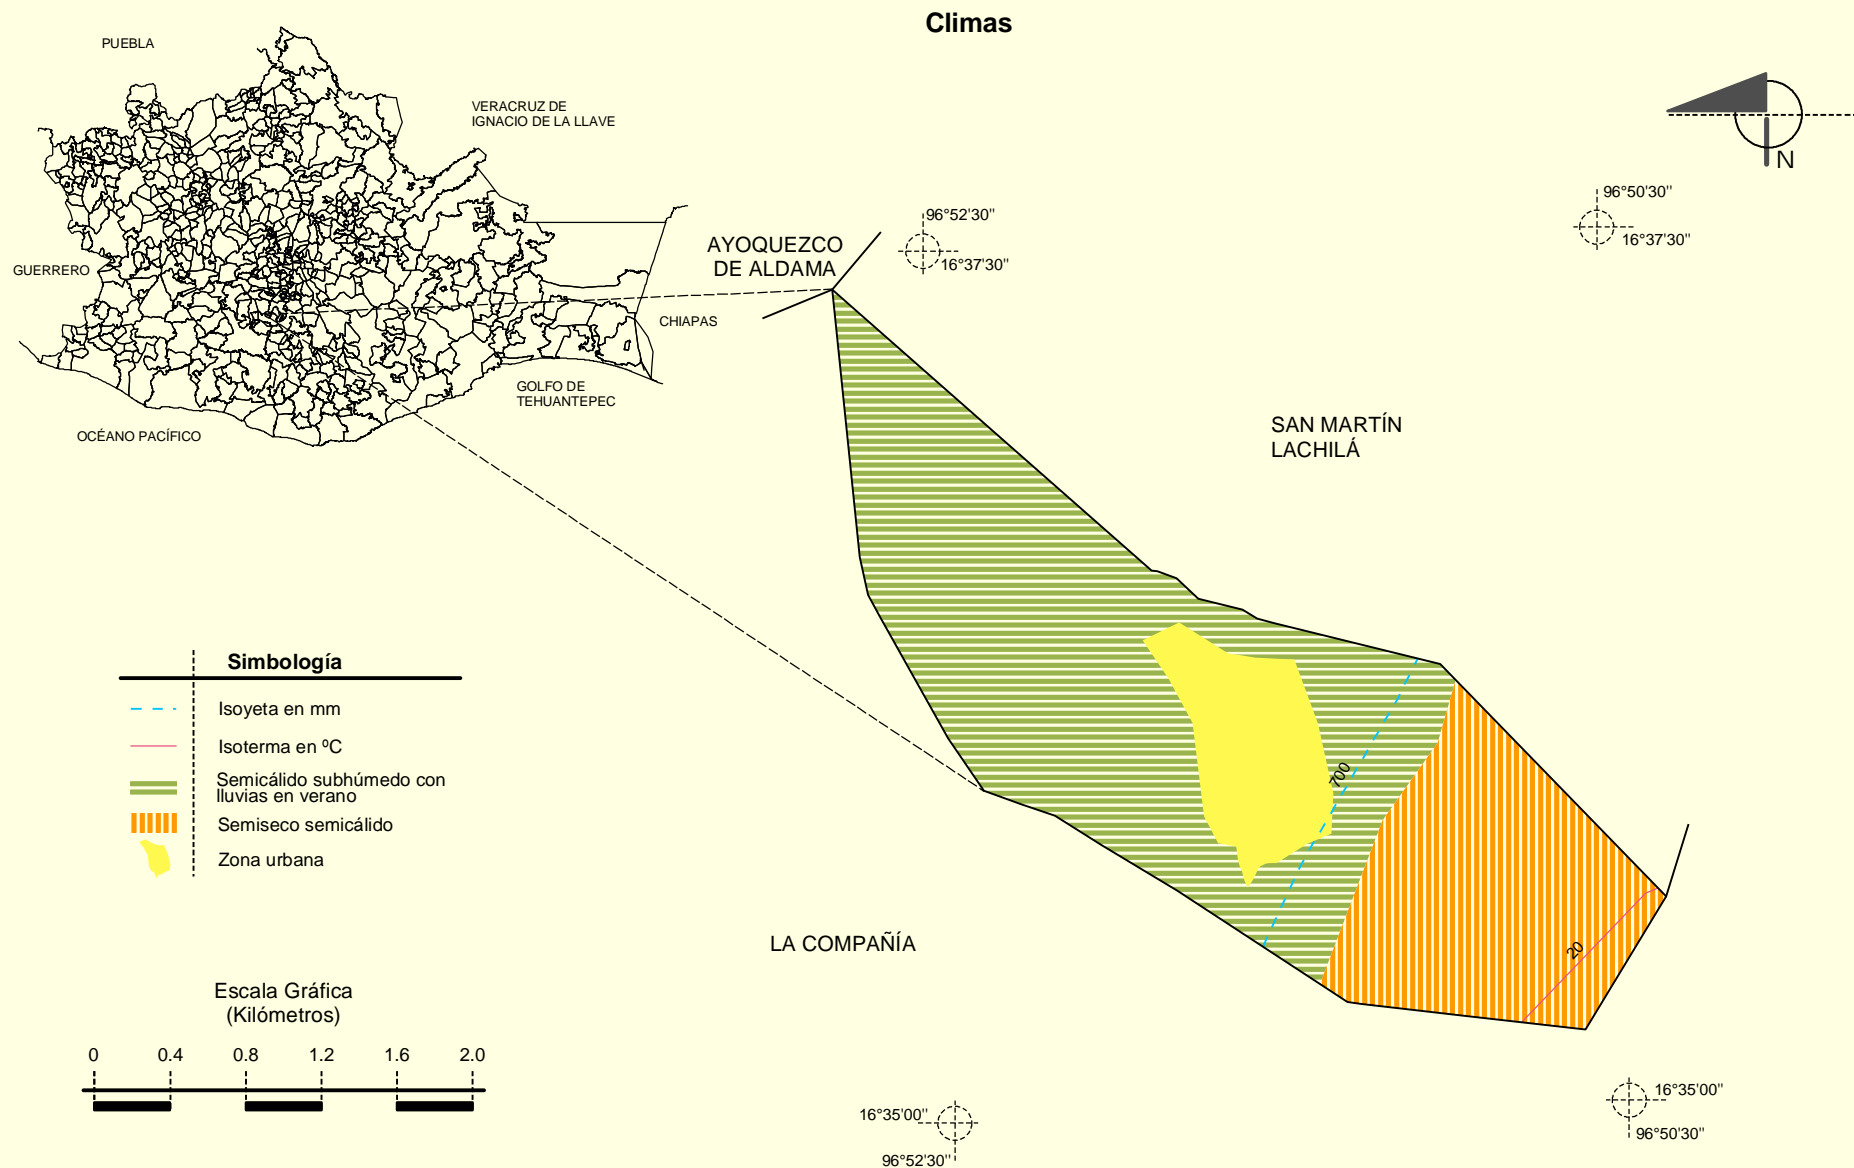 Climas
PUEBLA
VERACRUZ DE
IGNACIO DE LA LLAVE
GUERRERO
CHIAPAS
GOLFO DE
TEHUANTEPEC
OCÉANO PACÍFICO
N
96°52'30"
16°37'30"
96°50'30"
16°37'30"
AYOQUEZCO
DE ALDAMA
SAN MARTÍN
LACHILÁ
700
20
LA COMPAÑÍA
Simbología
Isoyeta en mm
Isoterma en ºC
Semicálido subhúmedo con
lluvias en verano
Semiseco semicálido
Zona urbana
Escala Gráfica
(Kilómetros)
0 0.4 0.8 1.2 1.6 2.0
16°35'00"
96°52'30"
16°35'00"
96°50'30"